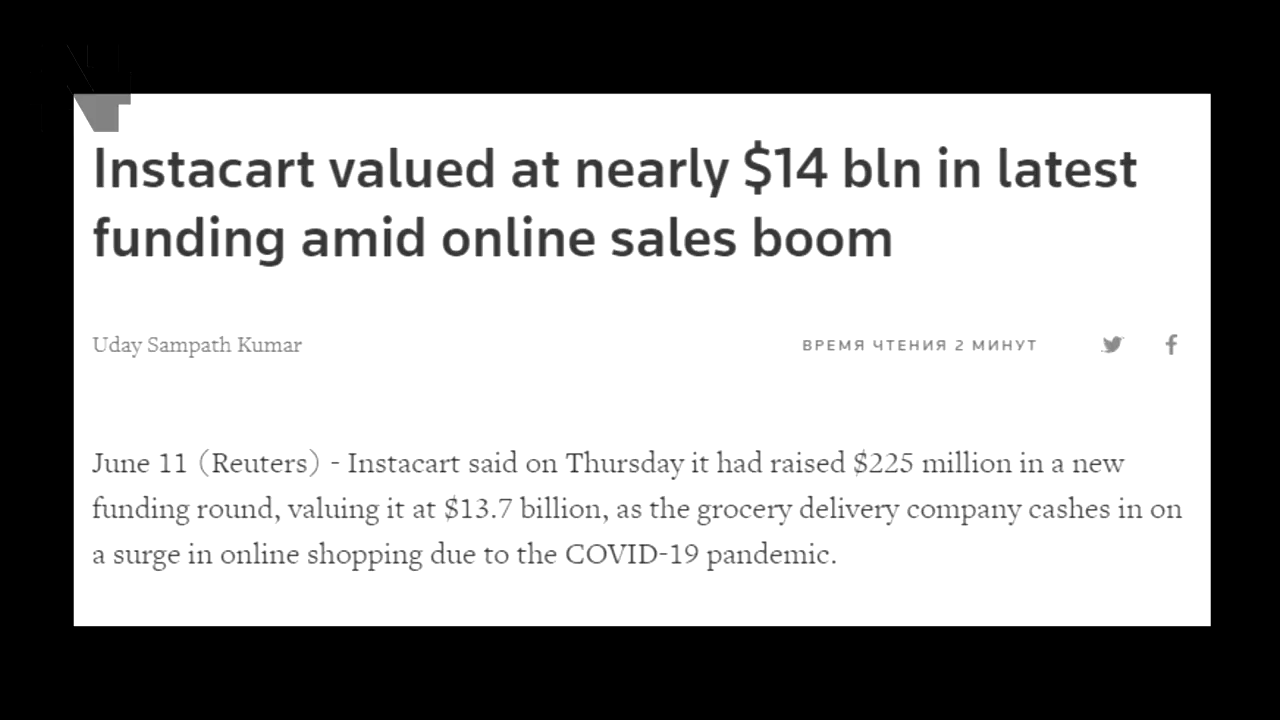 Instacart valued at nearly $14 bln in latest
funding amid online sales boom
Uday Sampath Kumar
ВРЕМЯ ЧТЕНИЯ 2 МИНУТ
June 11 (Reuters) - Instacart said on Thursday it had raised $225 million in a new
funding round, valuing it at $13.7 billion, as the grocery delivery company cashes in on
a surge in online shopping due to the COVID-19 pandemic.